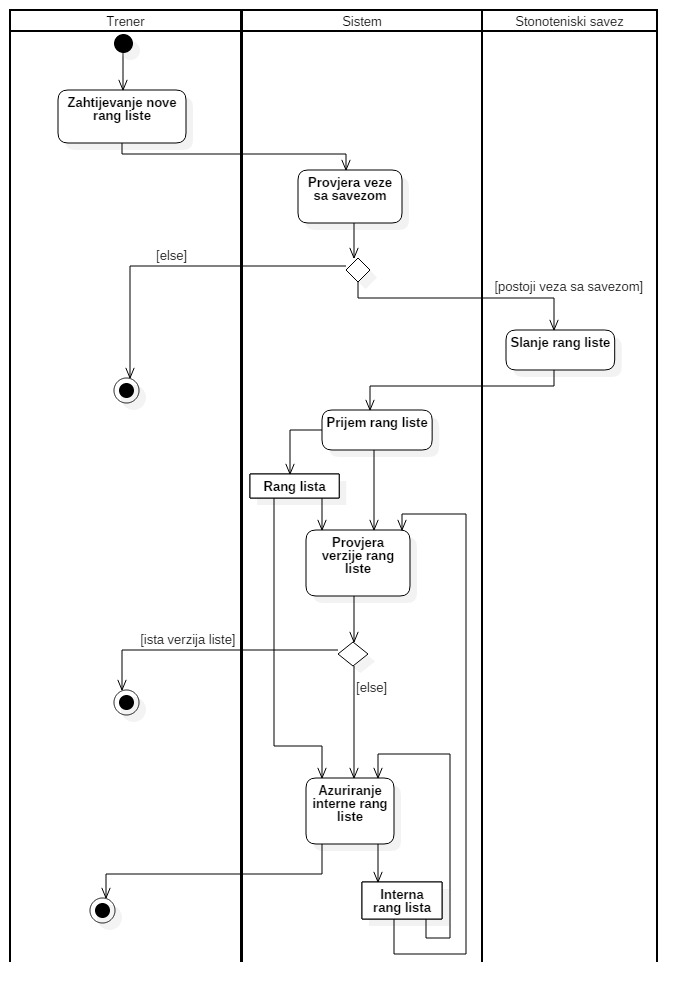 Trener
Sistem
Stonoteniski savez
Zahtijevanje nove
rang liste
Provjera veze
sa savezom
[else]
[postoji veza sa savezom]
Slanje rang liste
Prijem rang liste
Rang lista
Provjera
verzije rang
liste
[ista verzija liste]
[else]
Azuriranje
interne rang
liste
Interna
rang lista